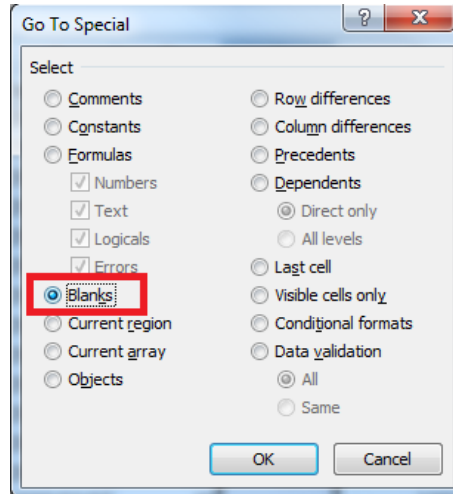 Go To Special
Select
Comments
Constants
Formulas
Numbers
Text
Logicals
Errors
Blanks
Current region
Current array
Objects
Row differences
Column differences
Precedents
Dependents
Direct only
All levels
Last cell
Visible cells only
Conditional formats
Data validation
All
Same
OK
Cancel